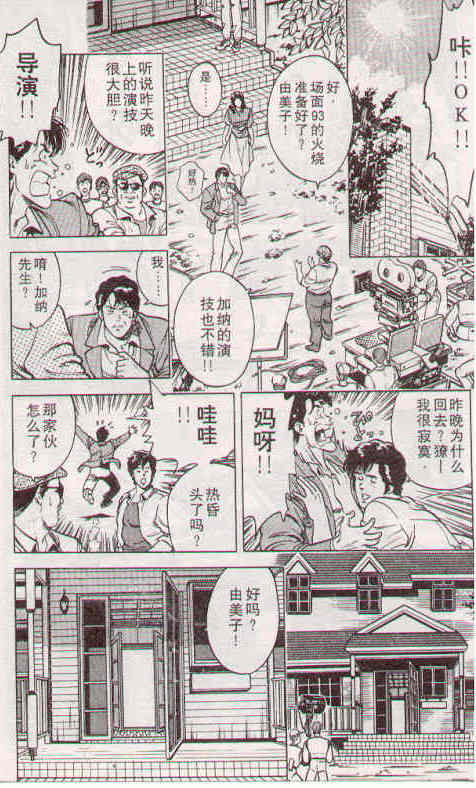 咔!!OK!!
好，
场面93的火烧
准备好了？
由美子！
是……
好热！
加纳的演
技也不错!!
听说昨天晚
上的演技
很大胆？
导演!!
我……
唷！加纳
先生？
昨晚为什么
回去？獠—
我很寂寞．
妈呀!!
哇哇
!!
热昏
头了吗？
那家伙
怎么了？
好吗？
由美子！